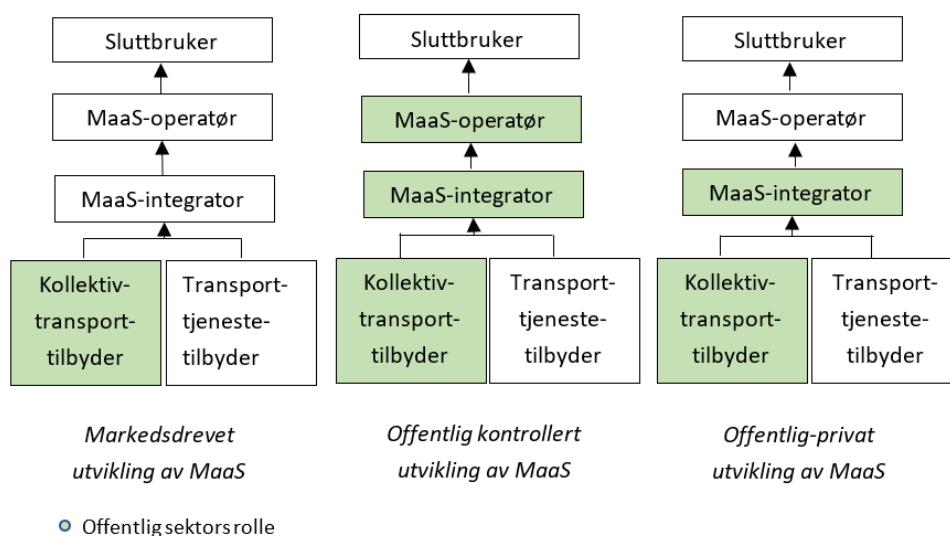 Sluttbruker
MaaS-operatør
MaaS-integrator
Kollektiv-
transport-
tilbyder
Transport-
tjeneste-
tilbyder
Markedsdrevet
utvikling av MaaS
Sluttbruker
MaaS-operatør
MaaS-integrator
Kollektiv-
transport-
tilbyder
Transport-
tjeneste-
tilbyder
Offentlig kontrollert
utvikling av MaaS
Sluttbruker
MaaS-operatør
MaaS-integrator
Kollektiv-
transport-
tilbyder
Transport-
tjeneste-
tilbyder
Offentlig-privat
utvikling av MaaS
Offentlig sektors rolle